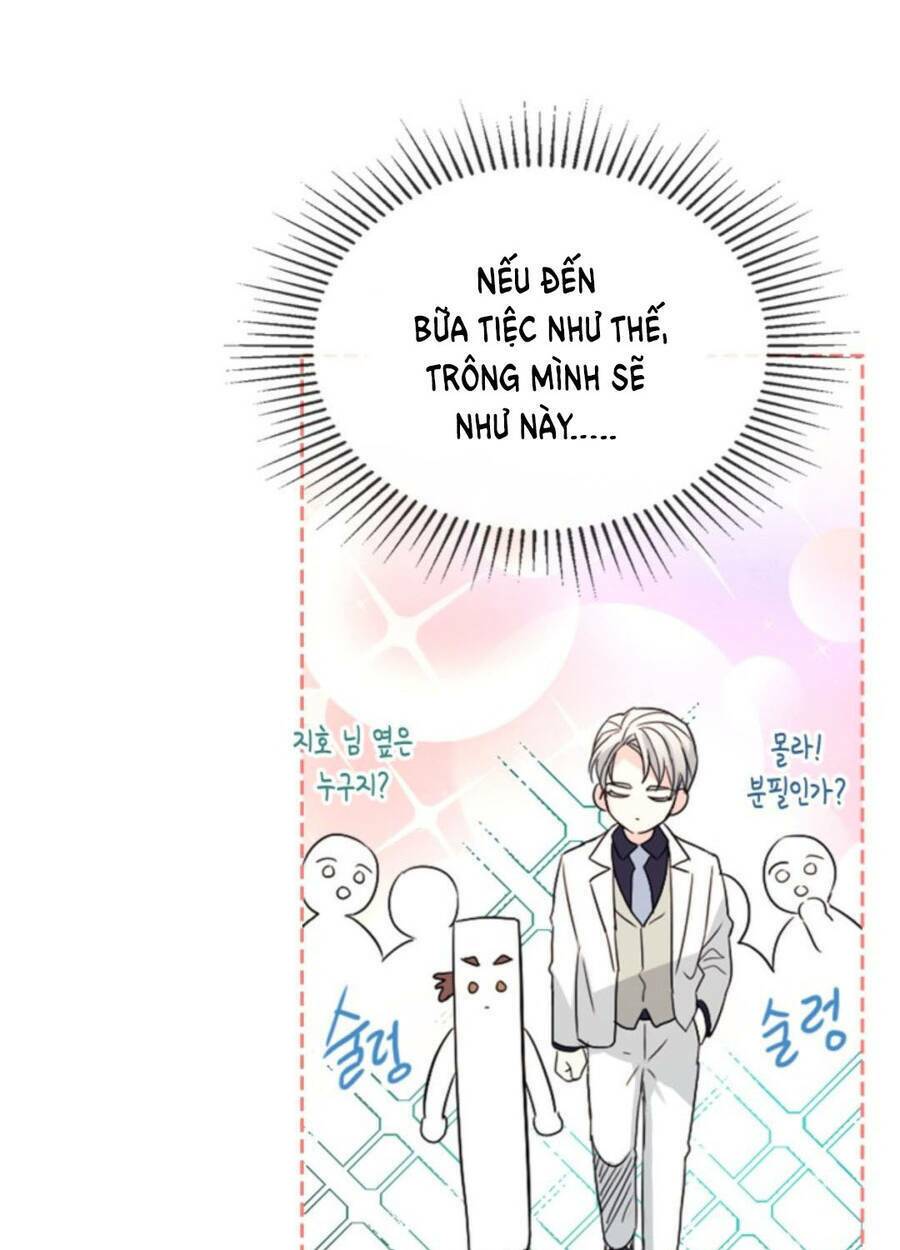 NẾU ĐẾN
BỮA TIỆC NHƯ THẾ,
TRÔNG MÌNH SẼ
NHƯ NÀY.....
지호 님 옆은
누구지?
몰라!
분필인가?
술렁
술렁